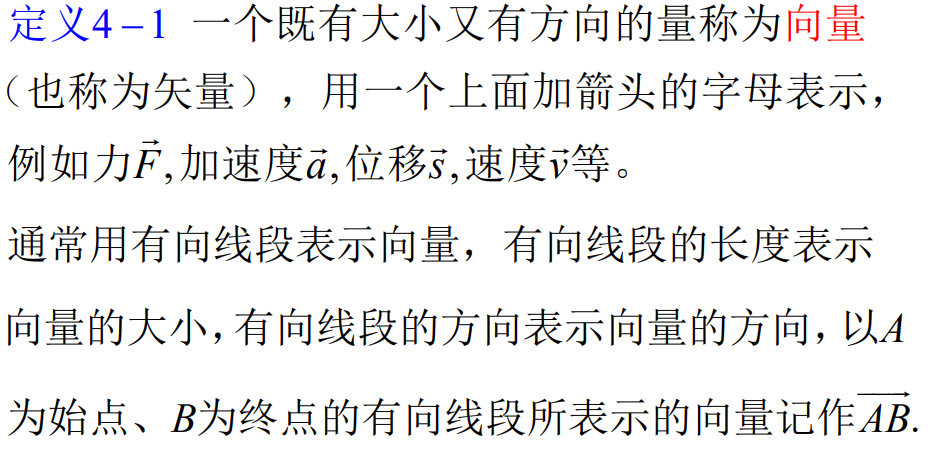 定义4-1 一个既有大小又有方向的量称为向量
（也称为矢量），用一个上面加箭头的字母表示，
例如力F⃗,加速度a⃗,位移s⃗,速度v⃗等。
通常用有向线段表示向量，有向线段的长度表示
向量的大小,有向线段的方向表示向量的方向,以A
为始点、B为终点的有向线段所表示的向量记作\overrightarrow{AB}.